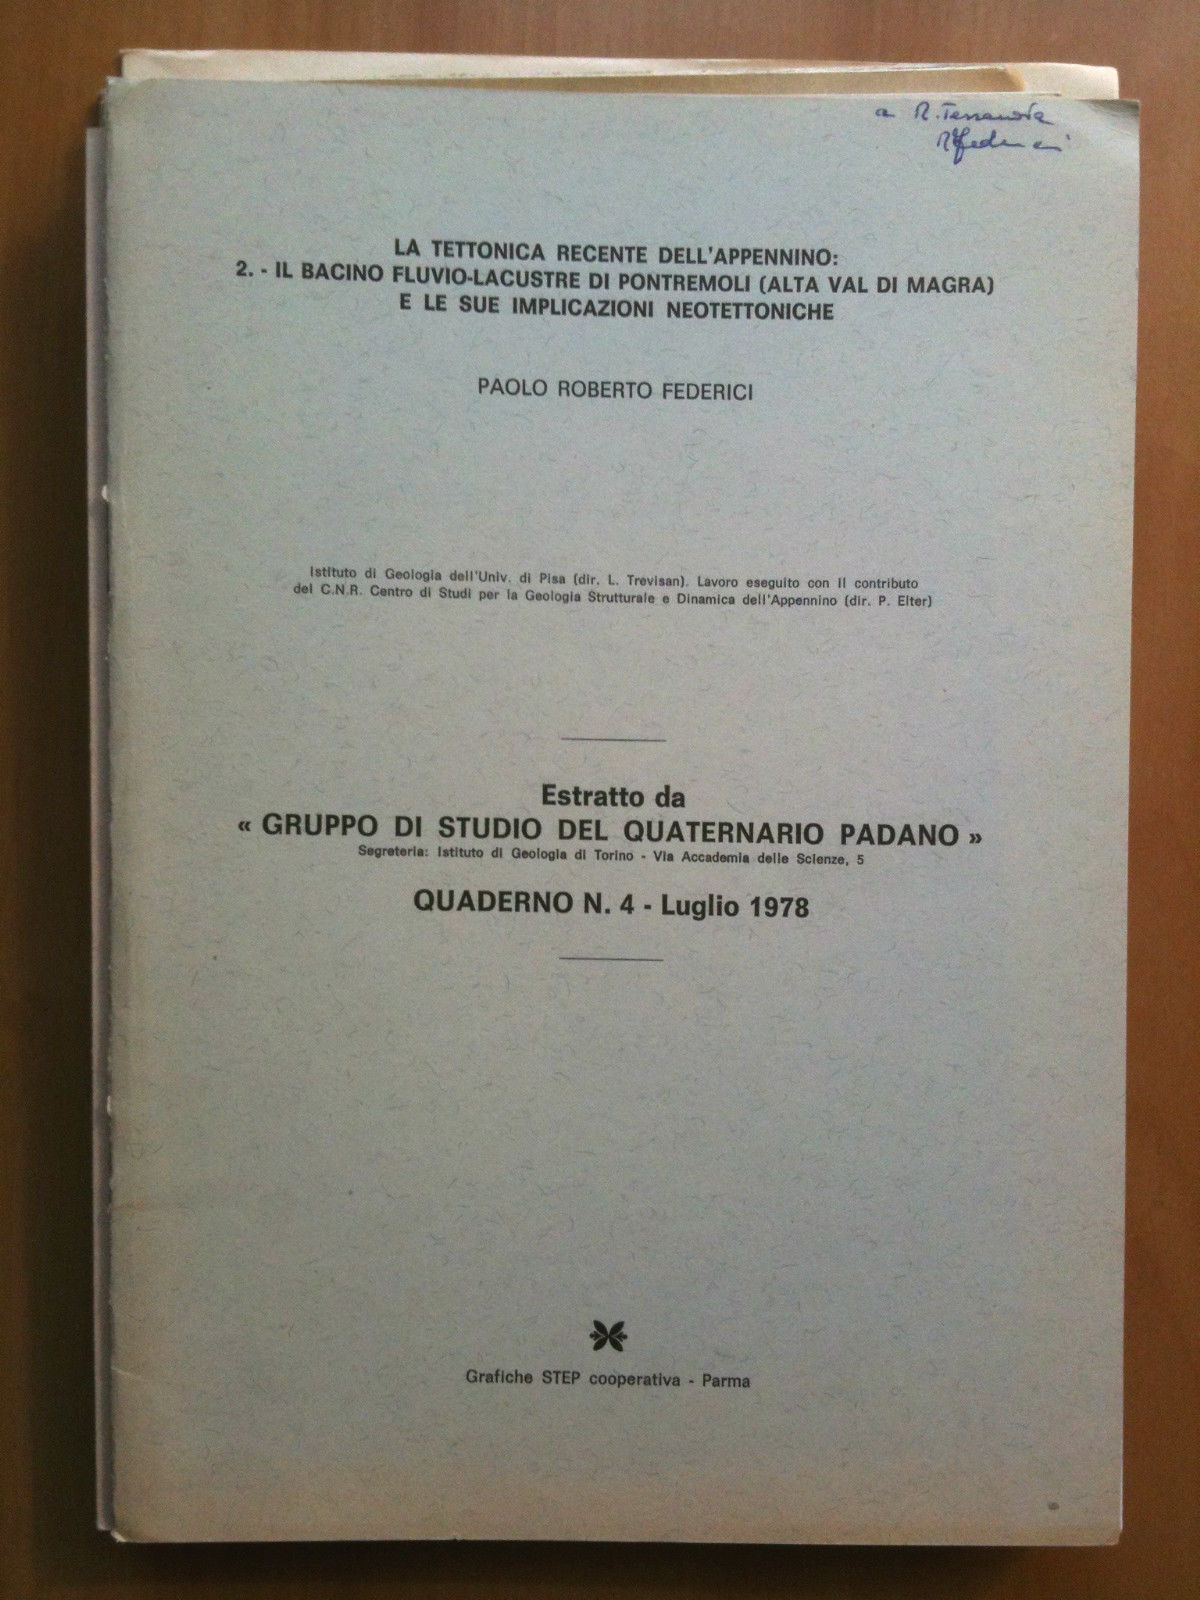 a R.
Federici
LA TETTONICA RECENTE DELL'APPENNINO:
2. - IL BACINO FLUVIO-LACUSTRE DI PONTREMOLI (ALTA VAL DI MAGRA)
E LE SUE IMPLICAZIONI NEOTETTONICHE
PAOLO ROBERTO FEDERICI
Istituto di Geologia dell'Univ. di Pisa (dir. L. Trevisan). Lavoro eseguito con il contributo
del C.N.R. Centro di Studi per la Geologia Strutturale e Dinamica dell'Appennino (dir. P. Elter)
Estratto da
« GRUPPO DI STUDIO DEL QUATERNARIO PADANO »
Segreteria: Istituto di Geologia di Torino - Via Accademia delle Scienze, 5
QUADERNO N. 4 - Luglio 1978
Grafiche STEP cooperativa - Parma